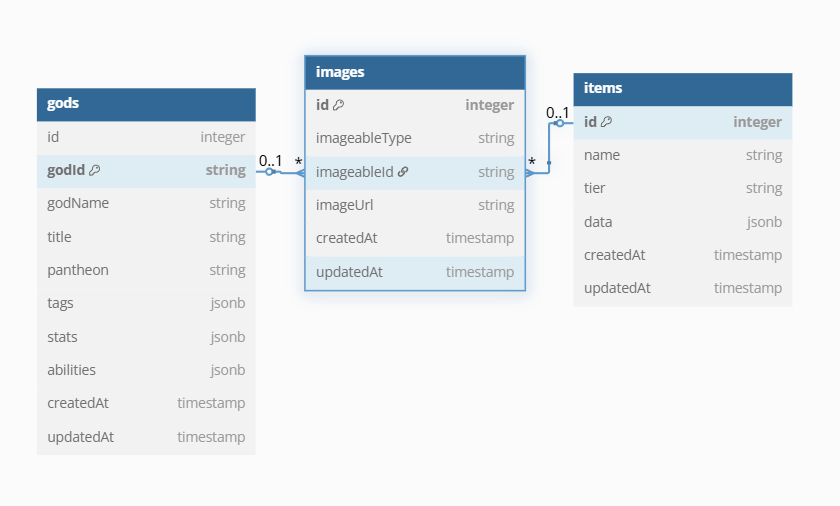 gods
id integer
godId string
godName string
title string
pantheon string
tags jsonb
stats jsonb
abilities jsonb
createdAt timestamp
updatedAt timestamp
0..1 *
images
id integer
imageableType string
imageableId string
imageUrl string
createdAt timestamp
updatedAt timestamp
* 0..1
items
id integer
name string
tier string
data jsonb
createdAt timestamp
updatedAt timestamp